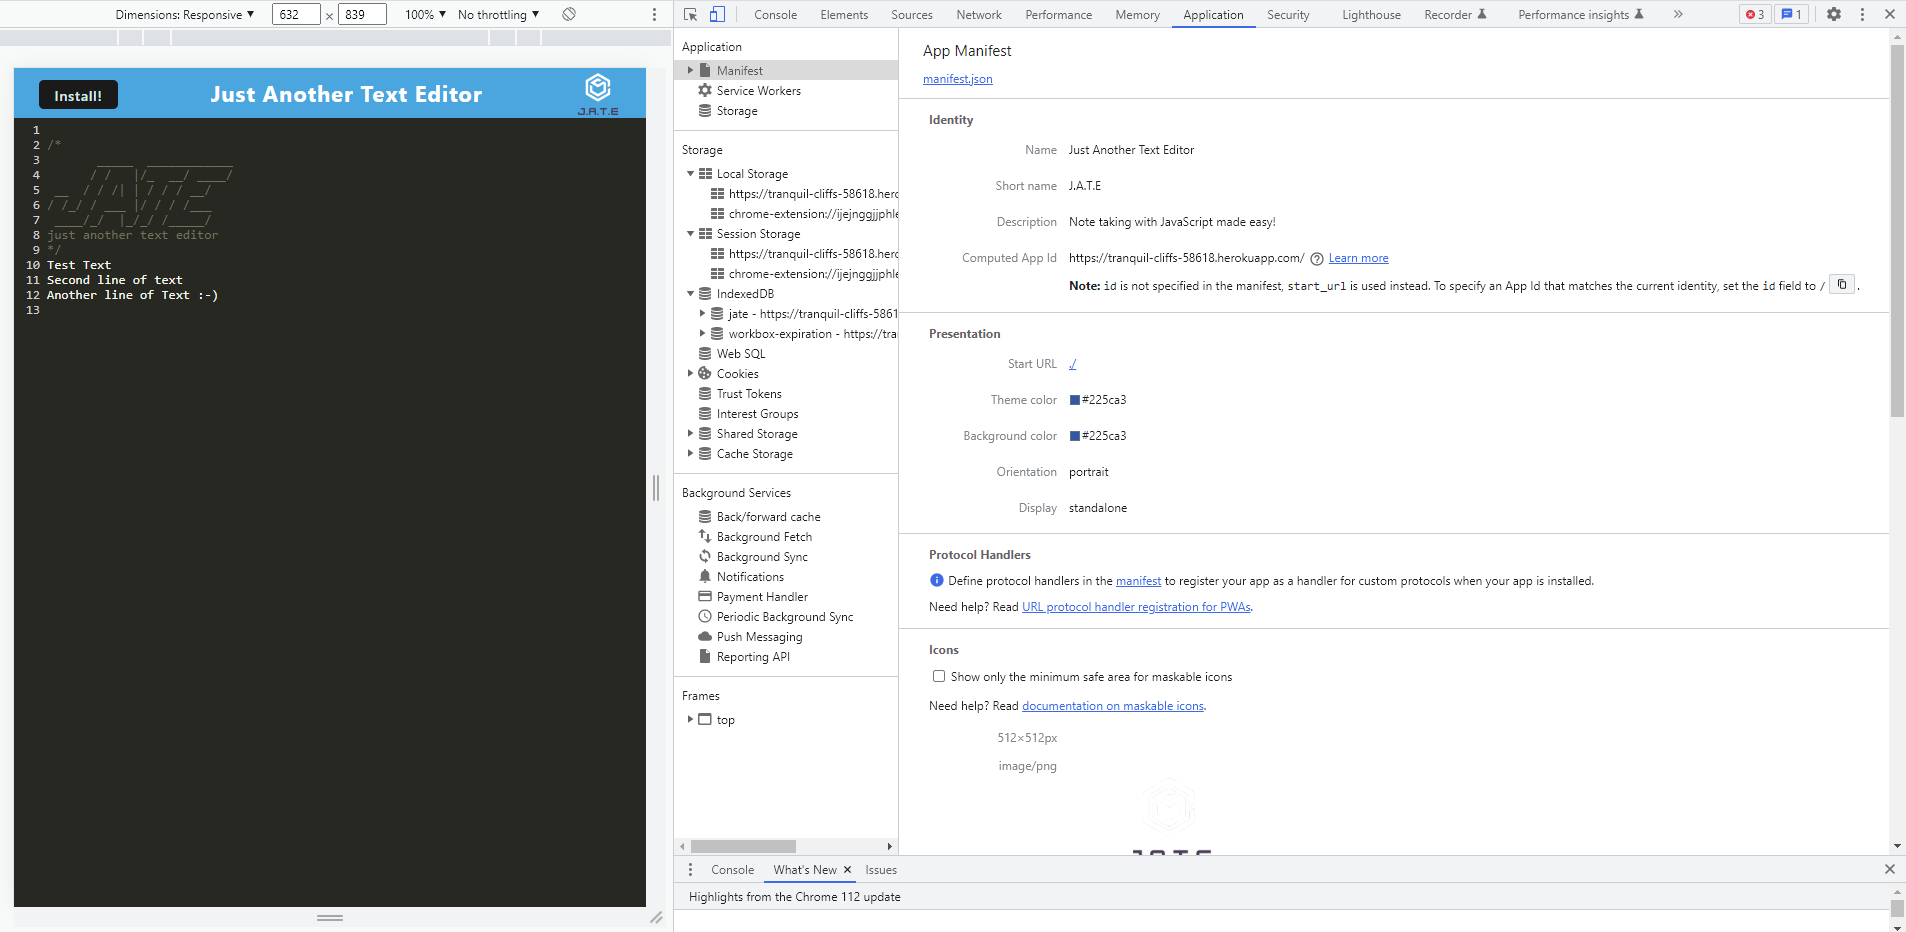 Dimensions: Responsive ▼ 632 × 839 100% ▼ No throttling ▼
Install!
Just Another Text Editor
J.A.T.E
1
2 /*
3        _____  ____________
4       / /   |/_  __/ ____/
5  __  / / /| | / / / __/
6 / /_/ / ___ |/ / / /___
7  ____/_/  |_/_/ /_____/
8 just another text editor
9 */
10 Test Text
11 Second line of text
12 Another line of Text :-)
13
Console Elements Sources Network Performance Memory Application Security Lighthouse Recorder Performance insights » 3 1
Application
Manifest
Service Workers
Storage
Storage
Local Storage
https://tranquil-cliffs-58618.hero
chrome-extension://ijejnggjjphle
Session Storage
https://tranquil-cliffs-58618.hero
chrome-extension://ijejnggjjphle
IndexedDB
jate - https://tranquil-cliffs-5861
workbox-expiration - https://tra
Web SQL
Cookies
Trust Tokens
Interest Groups
Shared Storage
Cache Storage
Background Services
Back/forward cache
Background Fetch
Background Sync
Notifications
Payment Handler
Periodic Background Sync
Push Messaging
Reporting API
Frames
top
App Manifest
manifest.json
Identity
Name Just Another Text Editor
Short name J.A.T.E
Description Note taking with JavaScript made easy!
Computed App Id https://tranquil-cliffs-58618.herokuapp.com/ Learn more
Note: id is not specified in the manifest, start_url is used instead. To specify an App Id that matches the current identity, set the id field to / .
Presentation
Start URL ./
Theme color #225ca3
Background color #225ca3
Orientation portrait
Display standalone
Protocol Handlers
Define protocol handlers in the manifest to register your app as a handler for custom protocols when your app is installed.
Need help? Read URL protocol handler registration for PWAs.
Icons
Show only the minimum safe area for maskable icons
Need help? Read documentation on maskable icons.
512×512px
image/png
J.A.T.E
Console What's New × Issues
Highlights from the Chrome 112 update